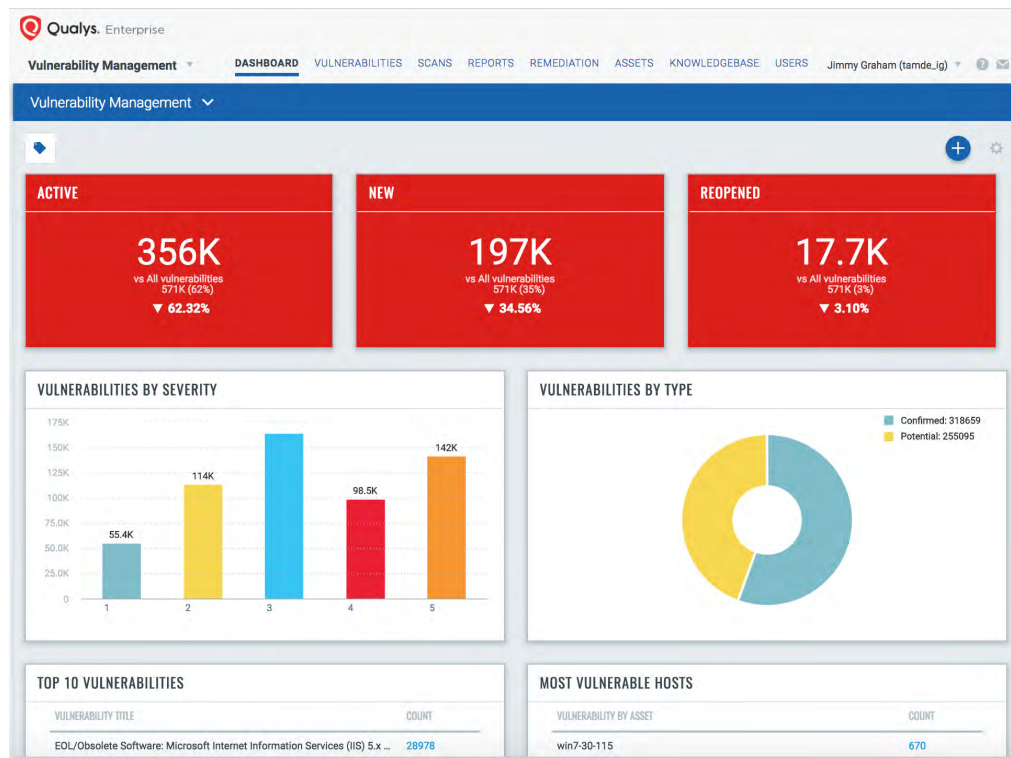 Qualys. Enterprise
Vulnerability Management DASHBOARD VULNERABILITIES SCANS REPORTS REMEDIATION ASSETS KNOWLEDGEBASE USERS Jimmy Graham (tamde_ig)
Vulnerability Management
ACTIVE
356K
vs All vulnerabilities
571K (62%)
▼ 62.32%
NEW
197K
vs All vulnerabilities
571K (35%)
▼ 34.56%
REOPENED
17.7K
vs All vulnerabilities
571K (3%)
▼ 3.10%
VULNERABILITIES BY SEVERITY
175K
150K
125K
100K
75.0K
50.0K
25.0K
0
55.4K
114K
98.5K
142K
1 2 3 4 5
VULNERABILITIES BY TYPE
Confirmed: 318659
Potential: 255095
TOP 10 VULNERABILITIES
VULNERABILITY TITLE COUNT
EOL/Obsolete Software: Microsoft Internet Information Services (IIS) 5.x ... 28978
MOST VULNERABLE HOSTS
VULNERABILITY BY ASSET COUNT
win7-30-115 670